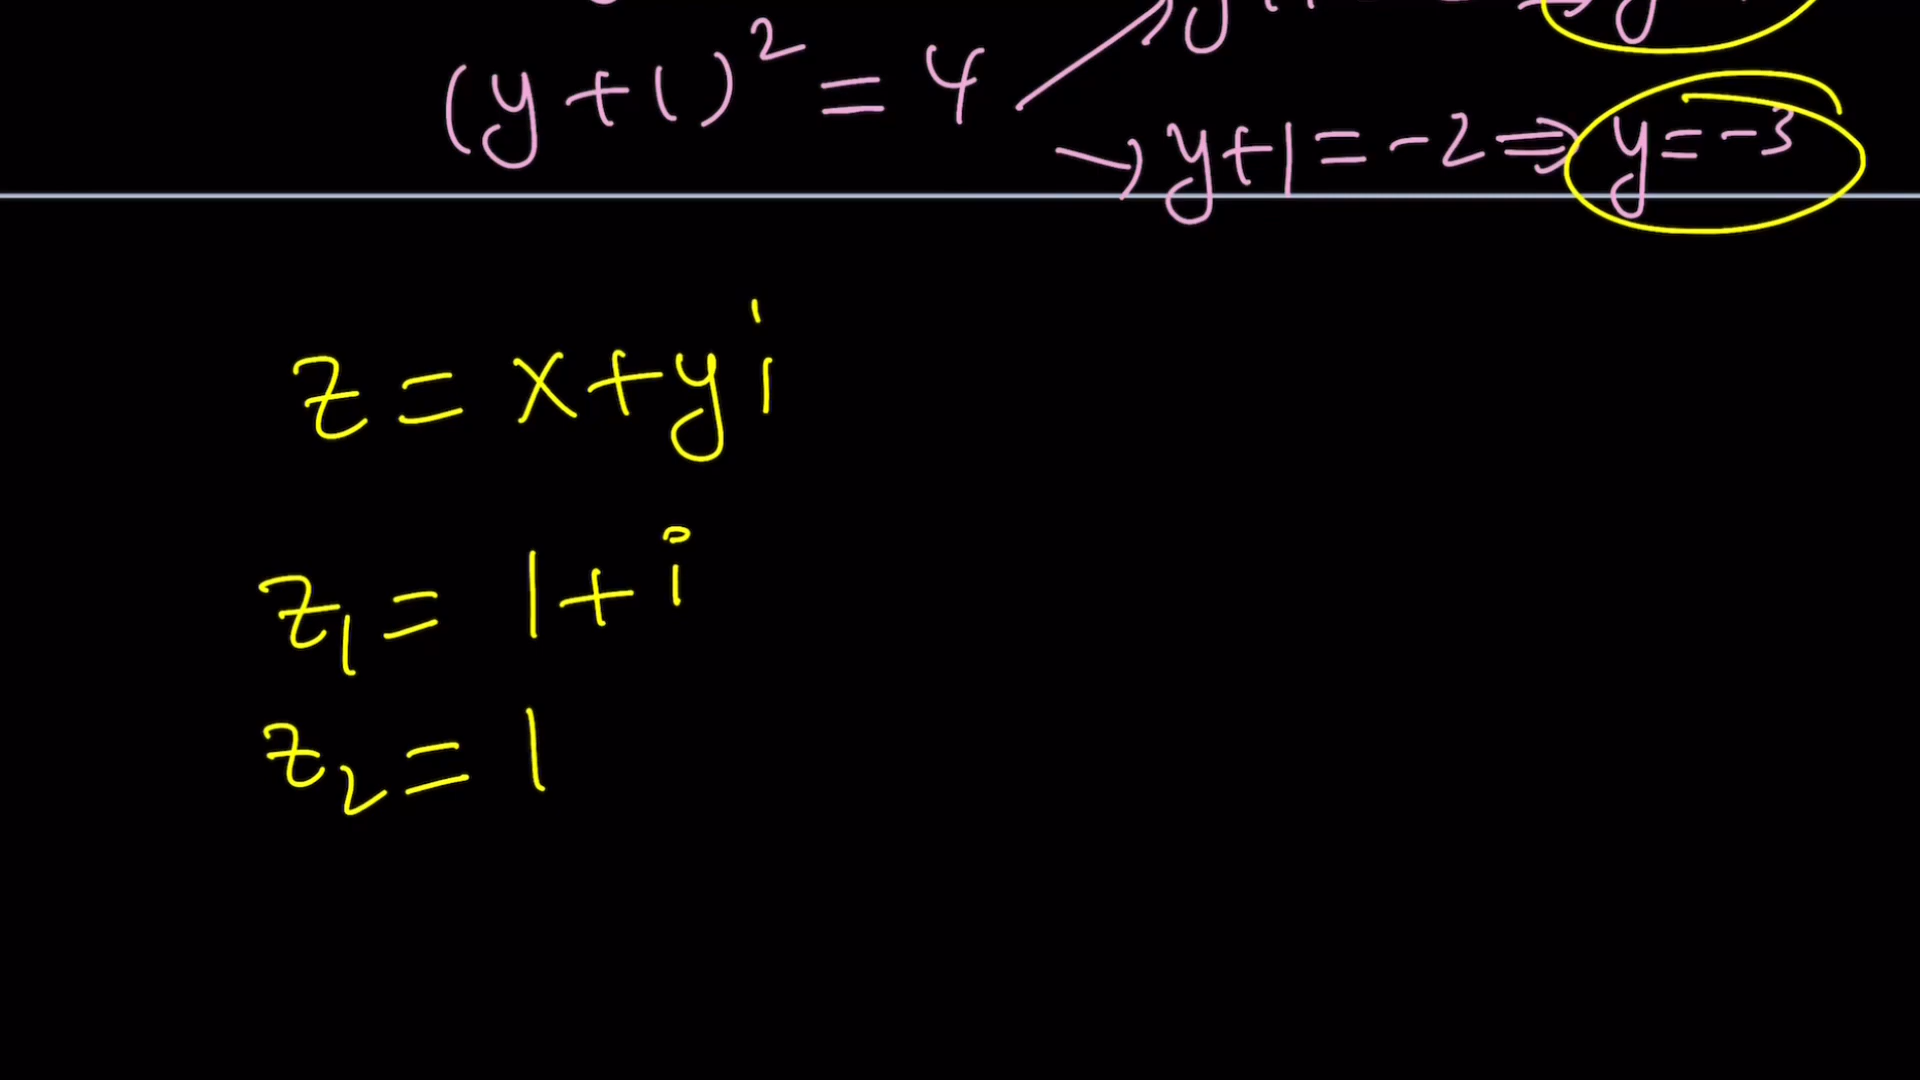 (y+1)² = 4
→ y+1 = -2 ⇒ y = -3
z = x+yi
z₁ = 1+i
z₂ = 1